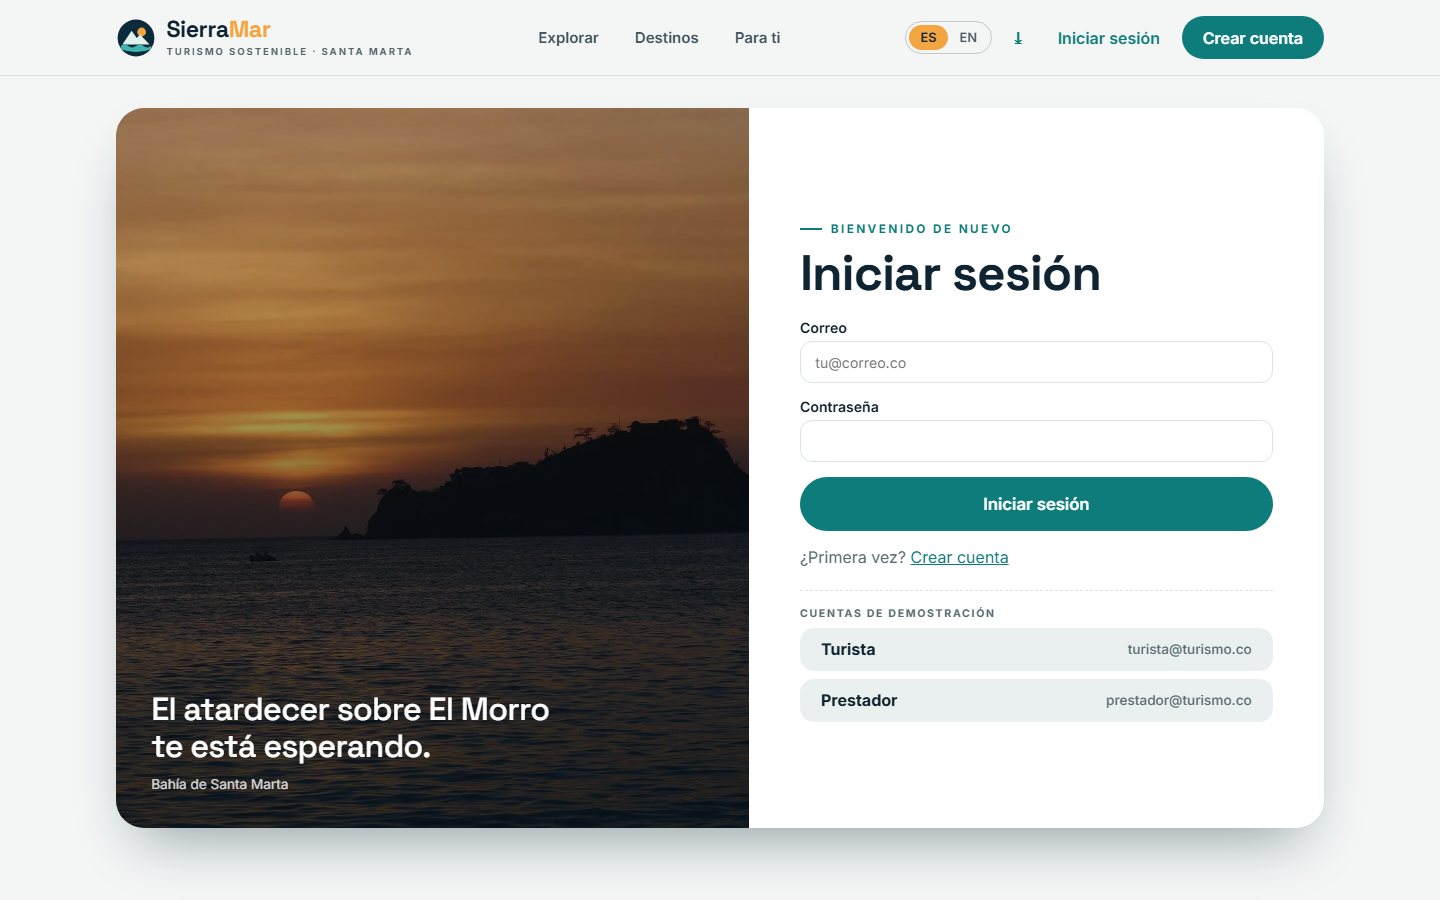 SierraMar
TURISMO SOSTENIBLE · SANTA MARTA
Explorar
Destinos
Para ti
ES
EN
Iniciar sesión
Crear cuenta
BIENVENIDO DE NUEVO
Iniciar sesión
Correo
tu@correo.co
Contraseña
Iniciar sesión
¿Primera vez? Crear cuenta
CUENTAS DE DEMOSTRACIÓN
Turista
turista@turismo.co
Prestador
prestador@turismo.co
El atardecer sobre El Morro
te está esperando.
Bahía de Santa Marta